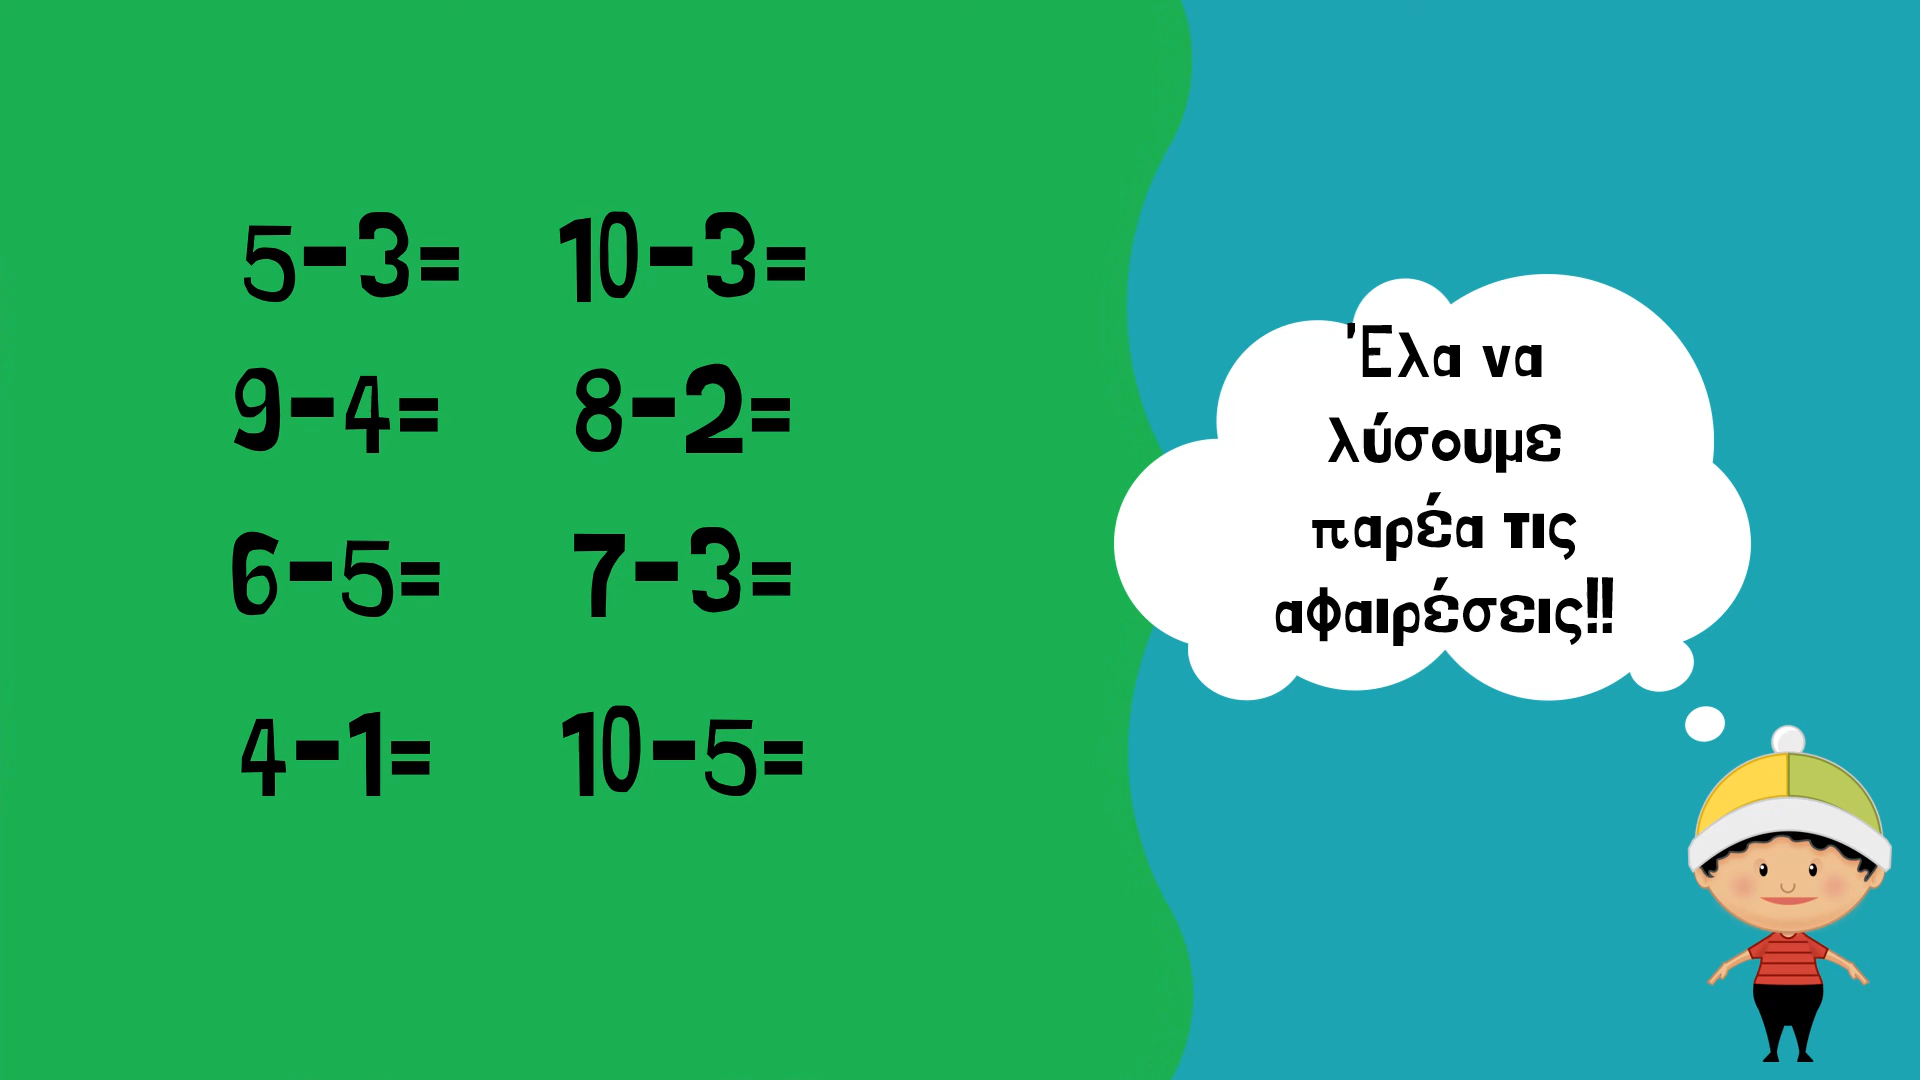 5-3= 10-3=
9-4= 8-2=
6-5= 7-3=
4-1= 10-5=
Έλα να
λύσουμε
παρέα τις
αφαιρέσεις!!